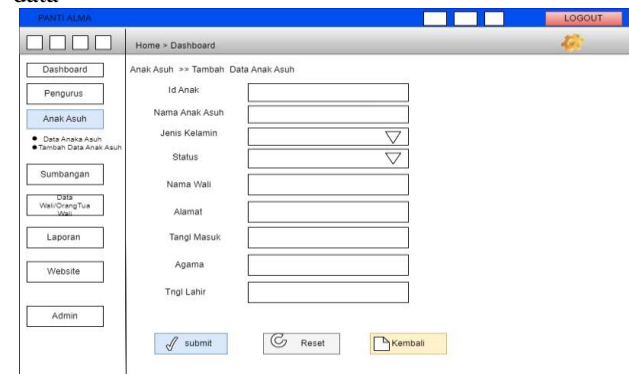 PANTI ALMA
LOGOUT
Home > Dashboard
Dashboard
Pengurus
Anak Asuh
Data Anaka Asuh
Tambah Data Anak Asuh
Sumbangan
Data
Wali/OrangTua
Wali
Laporan
Website
Admin
Anak Asuh >> Tambah Data Anak Asuh
Id Anak
Nama Anak Asuh
Jenis Kelamin
Status
Nama Wali
Alamat
Tangl Masuk
Agama
Tngl Lahir
submit
Reset
Kembali